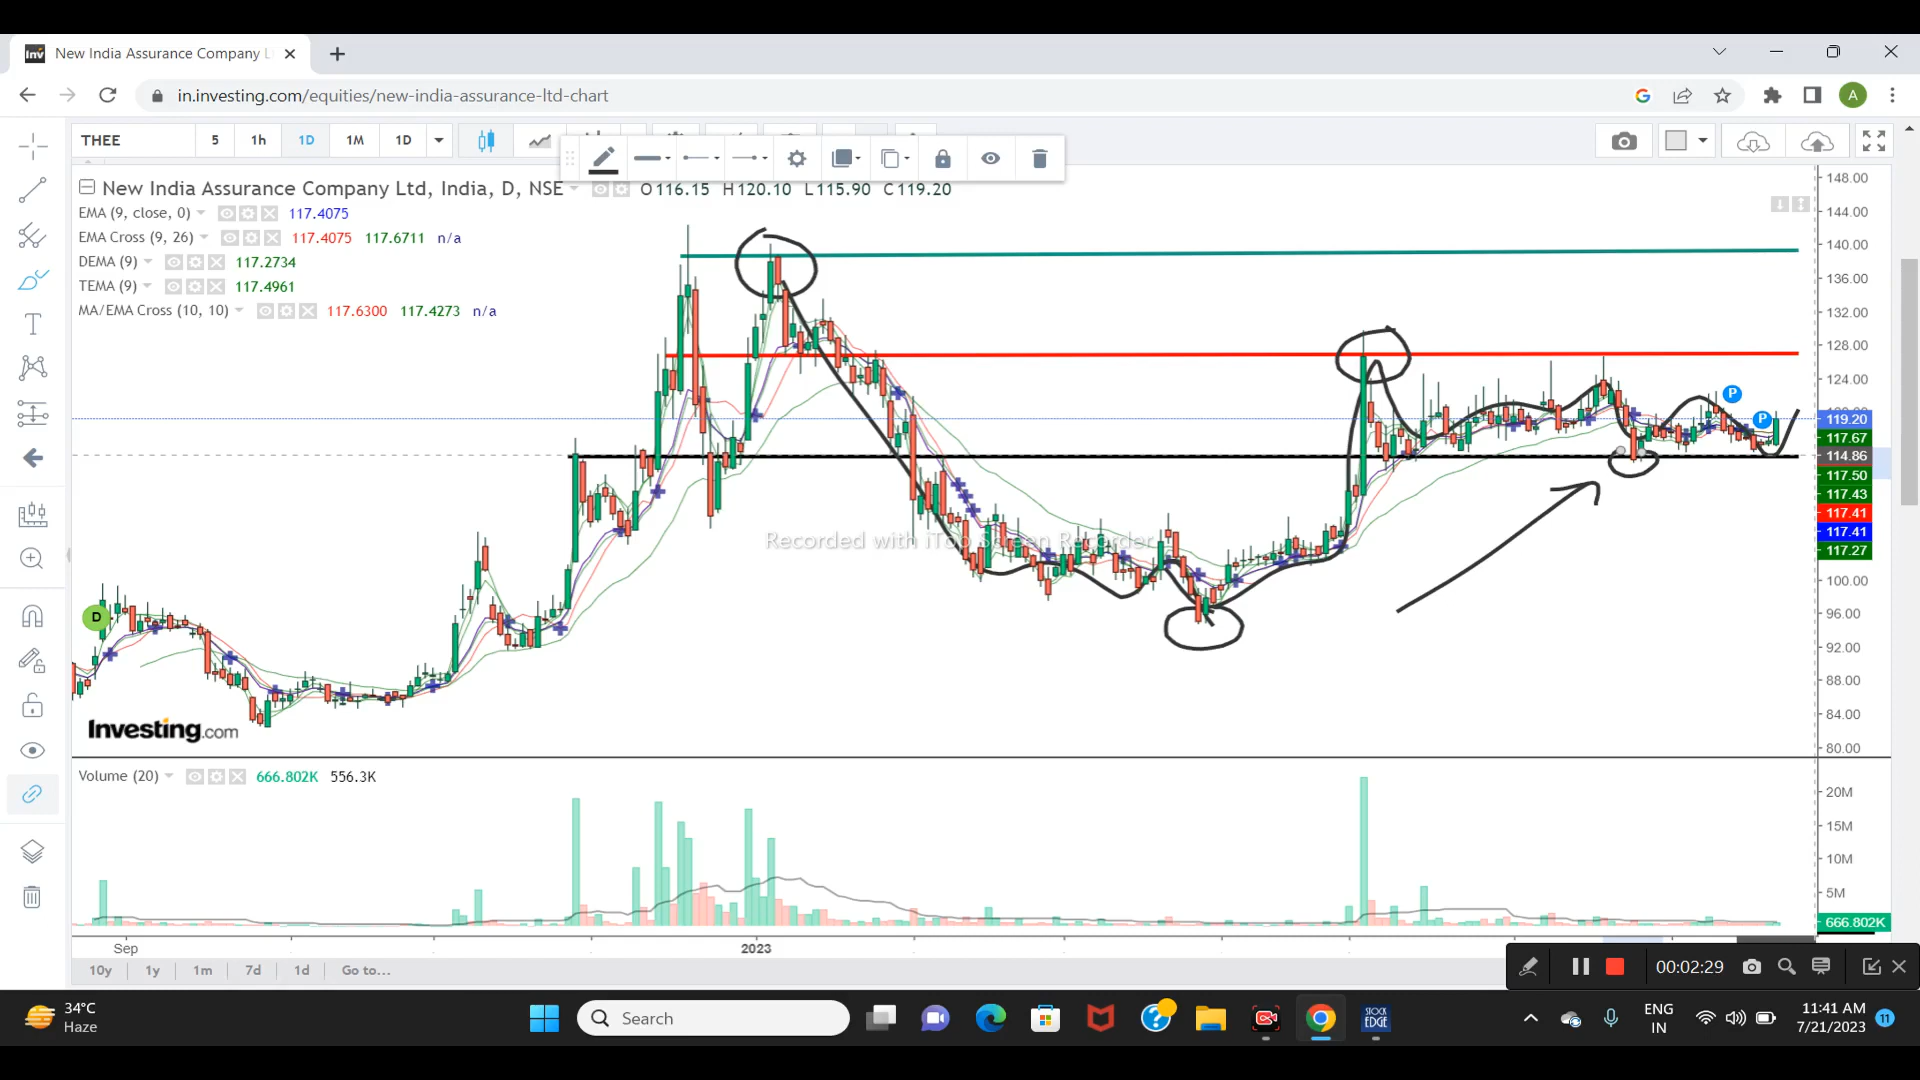 New India Assurance Company L
in.investing.com/equities/new-india-assurance-ltd-chart
A
THEE 5 1h 1D 1M 1D
New India Assurance Company Ltd, India, D, NSE O116.15 H120.10 L115.90 C119.20
EMA (9, close, 0) 117.4075
EMA Cross (9, 26) 117.4075 117.6711 n/a
DEMA (9) 117.2734
TEMA (9) 117.4961
MA/EMA Cross (10, 10) 117.6300 117.4273 n/a
148.00
144.00
140.00
136.00
132.00
128.00
124.00
119.20
117.67
114.86
117.50
117.43
117.41
117.41
117.27
100.00
96.00
92.00
88.00
84.00
80.00
P
P
D
Recorded with iTop Screen Recorder
Investing.com
Volume (20) 666.802K 556.3K
20M
15M
10M
5M
666.802K
Sep 2023
10y 1y 1m 7d 1d Go to...
00:02:29
34°C
Haze
Search
STOCK
EDGE
ENG
IN
11:41 AM
7/21/2023
11